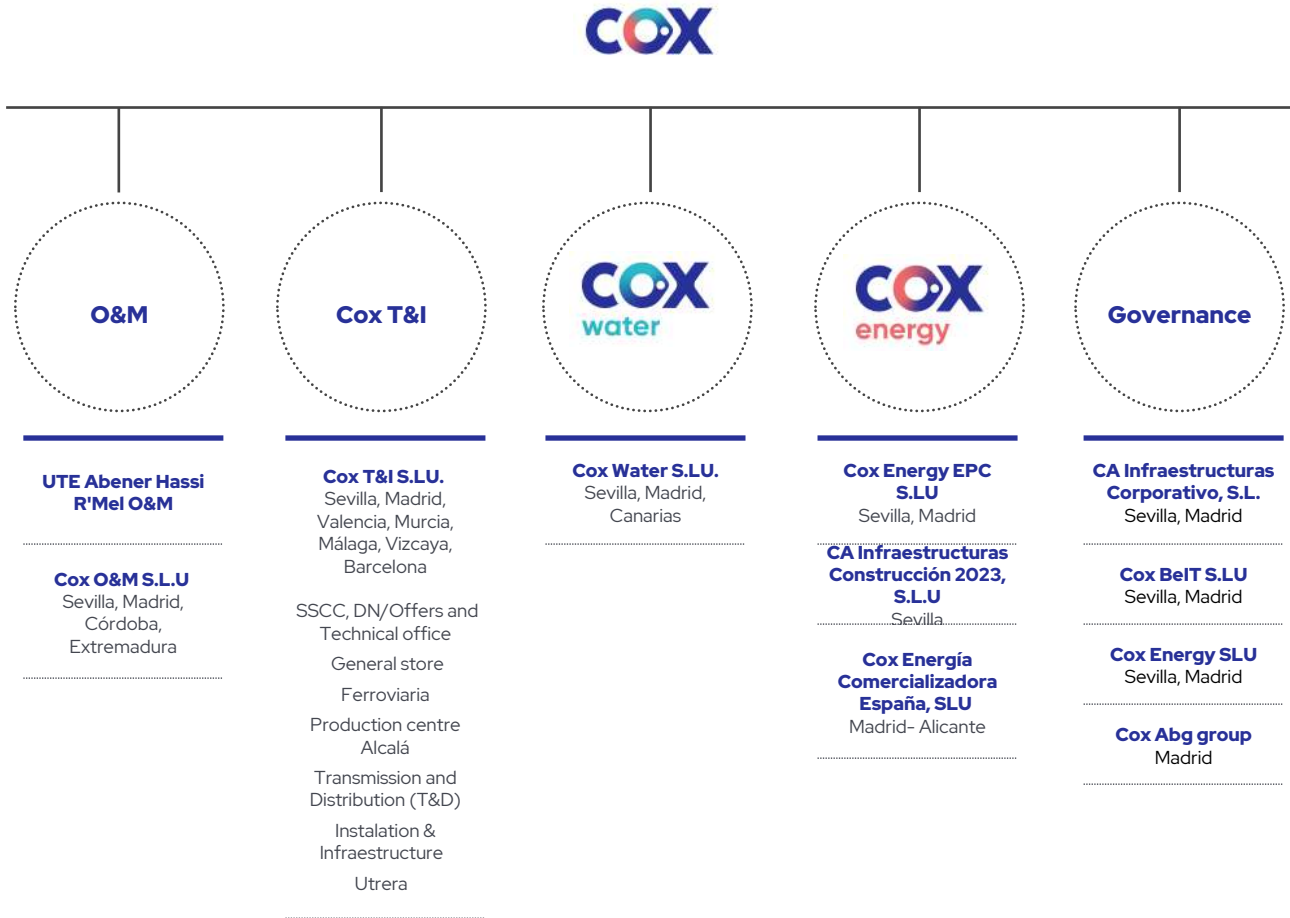 COX
O&M
UTE Abener Hassi
R'Mel O&M
Cox O&M S.L.U
Sevilla, Madrid,
Córdoba,
Extremadura
Cox T&I
Cox T&I S.LU.
Sevilla, Madrid,
Valencia, Murcia,
Málaga, Vizcaya,
Barcelona
SSCC, DN/Offers and
Technical office
General store
Ferroviaria
Production centre
Alcalá
Transmission and
Distribution (T&D)
Instalation &
Infraestructure
Utrera
COX
water
Cox Water S.LU.
Sevilla, Madrid,
Canarias
COX
energy
Cox Energy EPC
S.LU
Sevilla, Madrid
CA Infraestructuras
Construcción 2023,
S.L.U
Sevilla
Cox Energía
Comercializadora
España, SLU
Madrid- Alicante
Governance
CA Infraestructuras
Corporativo, S.L.
Sevilla, Madrid
Cox BeIT S.LU
Sevilla, Madrid
Cox Energy SLU
Sevilla, Madrid
Cox Abg group
Madrid